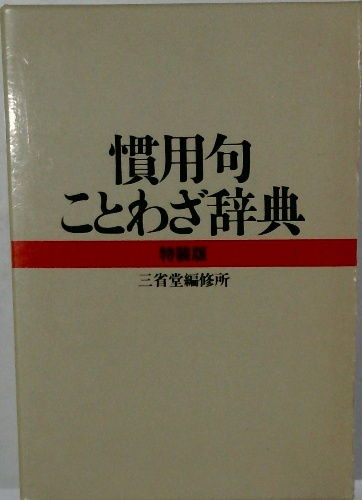 慣用句
ことわざ辞典
特装版
三省堂編修所